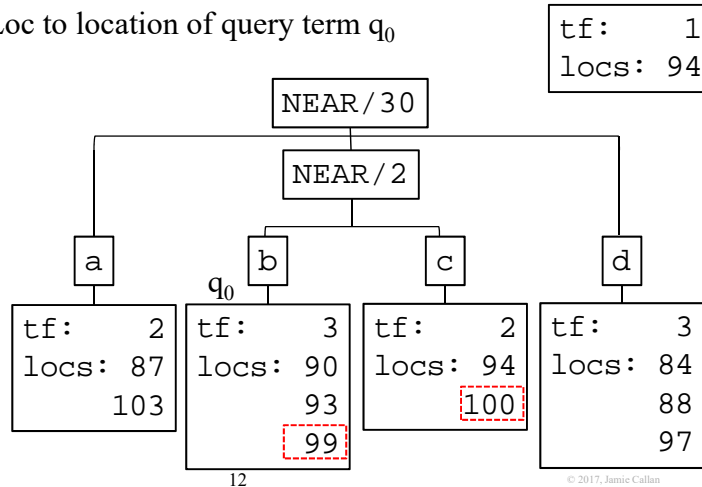 Loc to location of query term q₀
tf: 1
locs: 94
NEAR/30
NEAR/2
a
b
c
d
q₀
tf: 2
locs: 87
103
tf: 3
locs: 90
93
99
tf: 2
locs: 94
100
tf: 3
locs: 84
88
97
12
© 2017, Jamie Callan